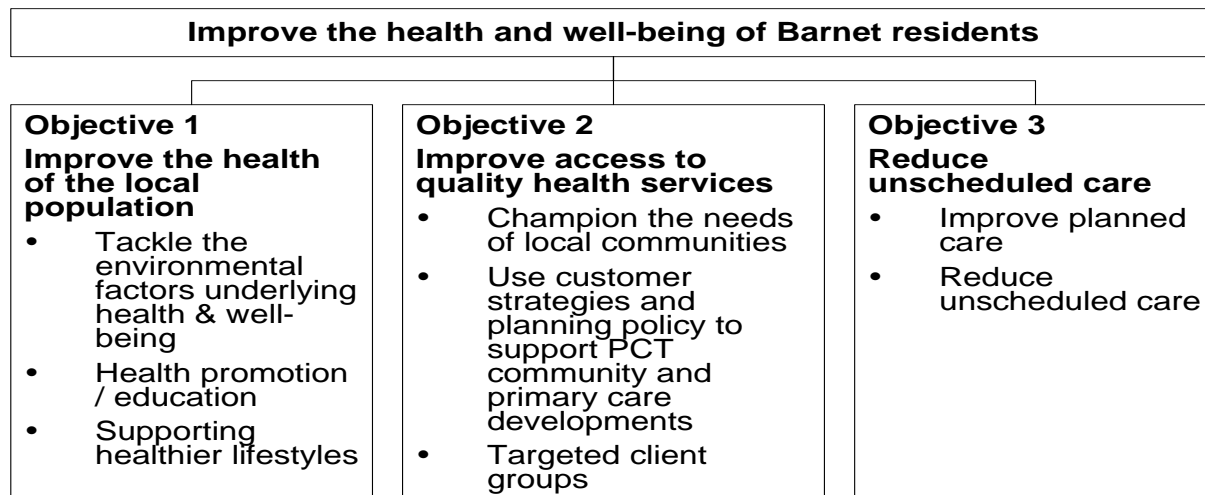 Improve the health and well-being of Barnet residents
Objective 1
Improve the health
of the local
population
• Tackle the
environmental
factors underlying
health & well-
being
• Health promotion
/ education
• Supporting
healthier lifestyles
Objective 2
Improve access to
quality health services
• Champion the needs
of local communities
• Use customer
strategies and
planning policy to
support PCT
community and
primary care
developments
• Targeted client
groups
Objective 3
Reduce
unscheduled care
• Improve planned
care
• Reduce
unscheduled care